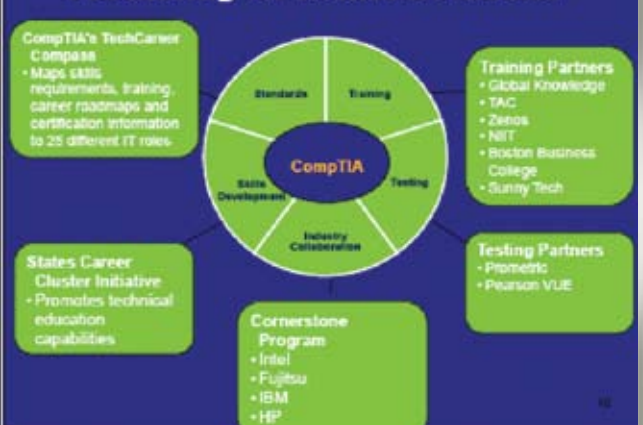 CompTIA's TechCareer
Compass
• Maps skills
requirements, training,
career roadmaps and
certification information
to 25 different IT roles
Standards
Training
CompTIA
Skills
Development
Testing
Industry
Collaboration
Training Partners
• Global Knowledge
• TAC
• Zenos
• NIIT
• Boston Business
College
• Sunny Tech
States Career
Cluster Initiative
• Promotes technical
education
capabilities
Testing Partners
• Prometric
• Pearson VUE
Cornerstone
Program
• Intel
• Fujitsu
• IBM
• HP